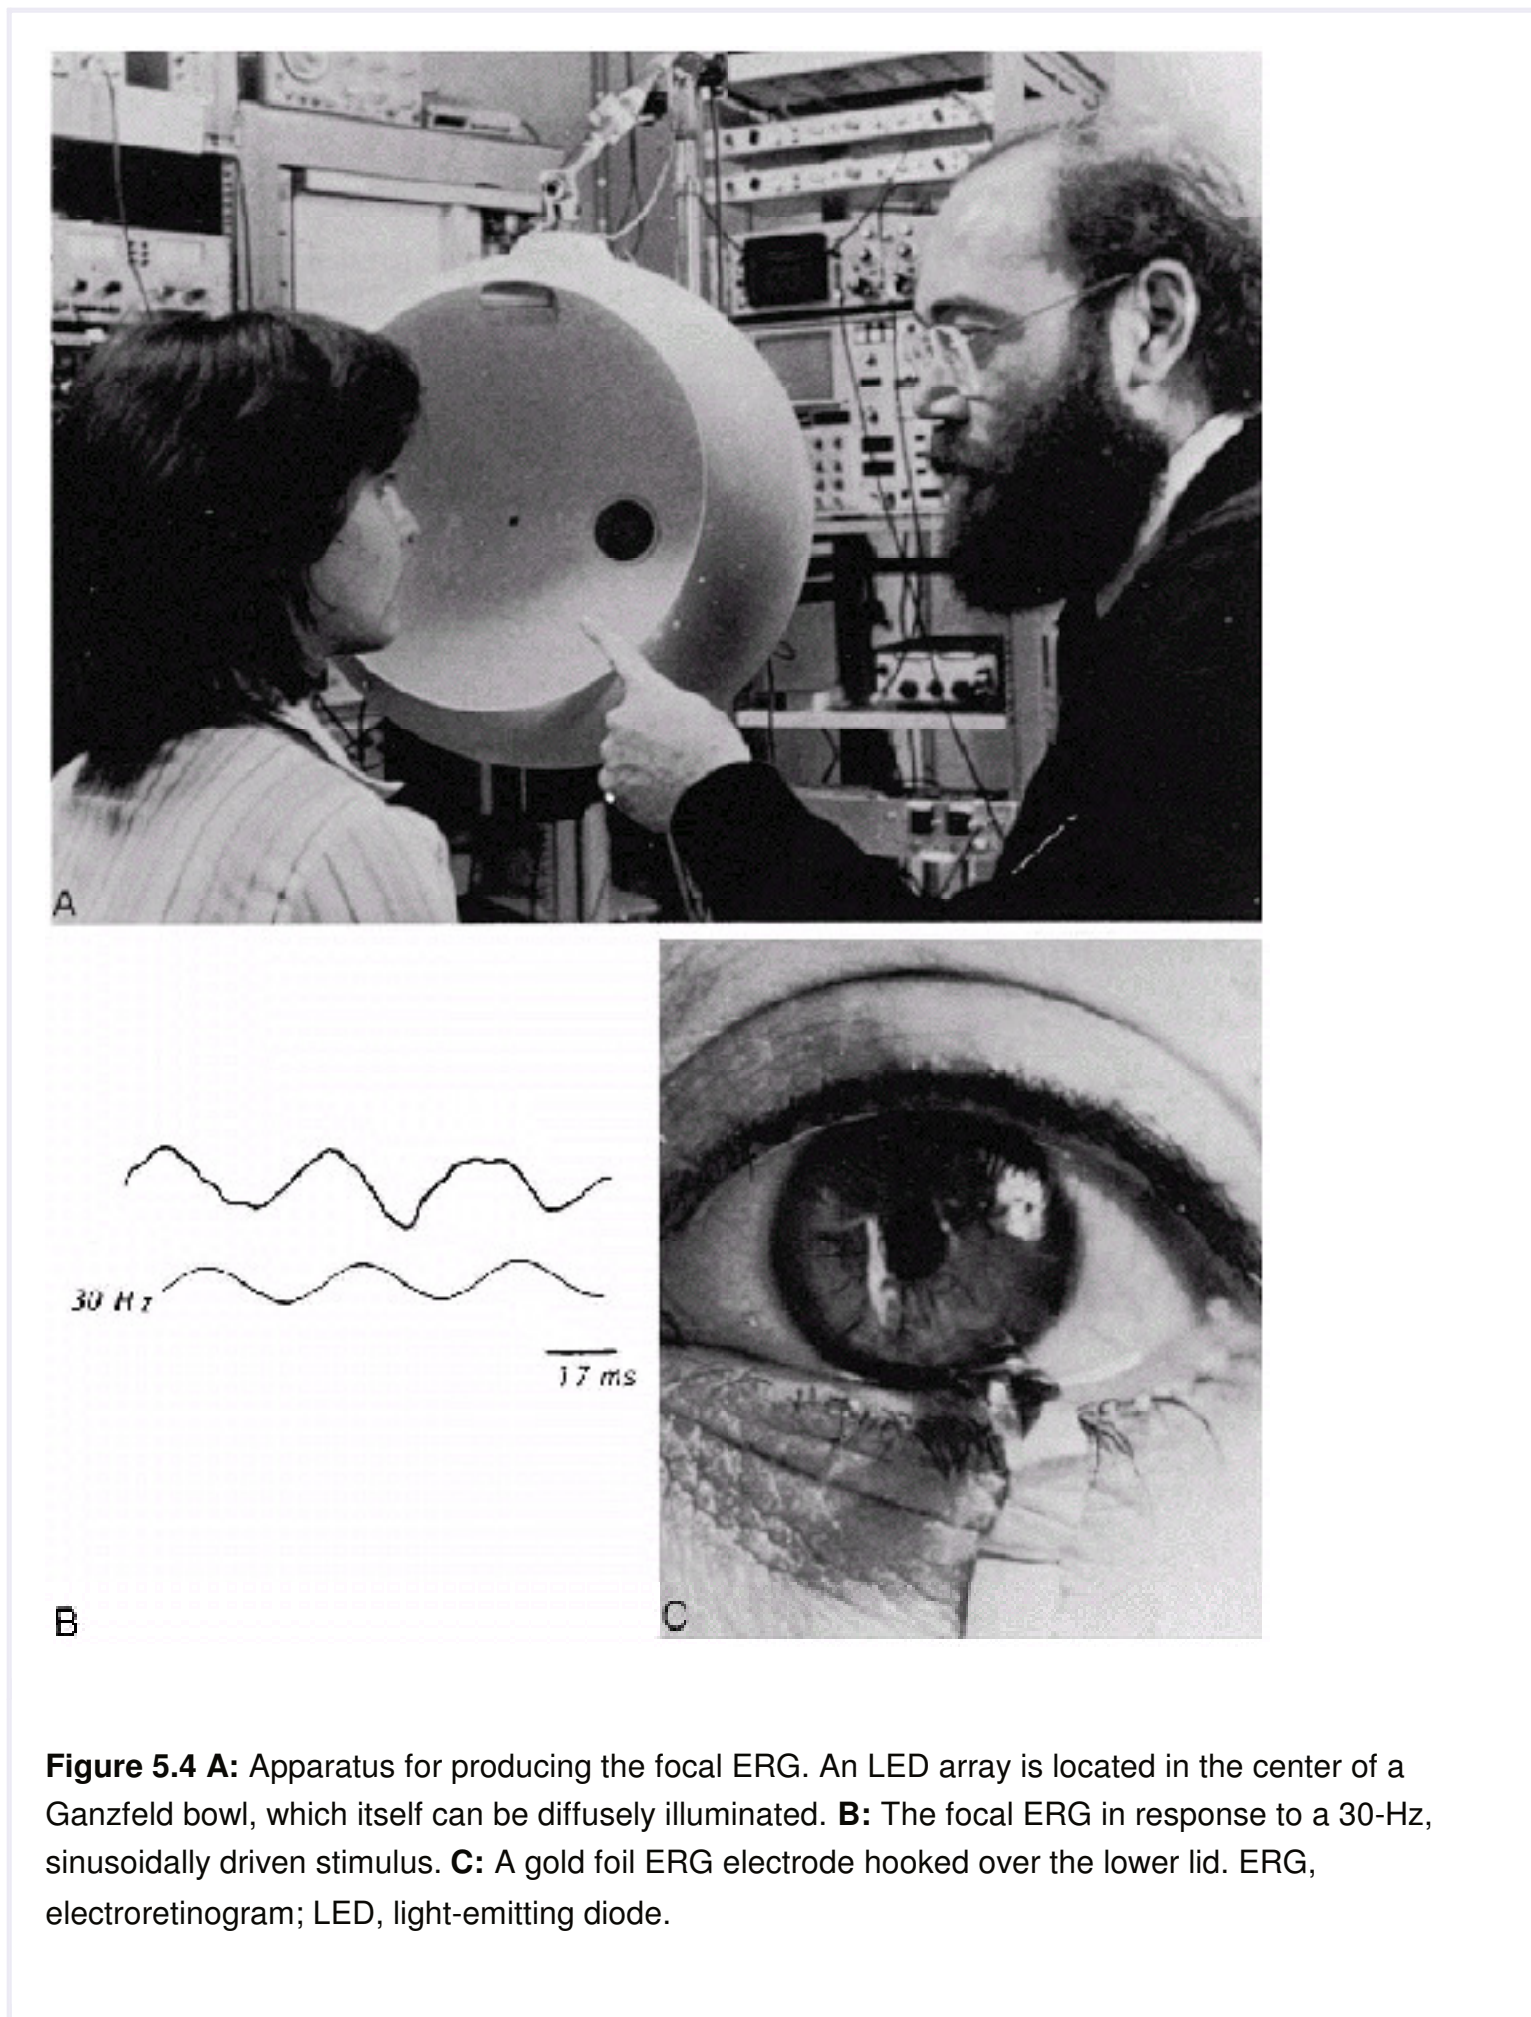 A
30 Hz
17 ms
B
C
Figure 5.4 A: Apparatus for producing the focal ERG. An LED array is located in the center of a
Ganzfeld bowl, which itself can be diffusely illuminated. B: The focal ERG in response to a 30-Hz,
sinusoidally driven stimulus. C: A gold foil ERG electrode hooked over the lower lid. ERG,
electroretinogram; LED, light-emitting diode.